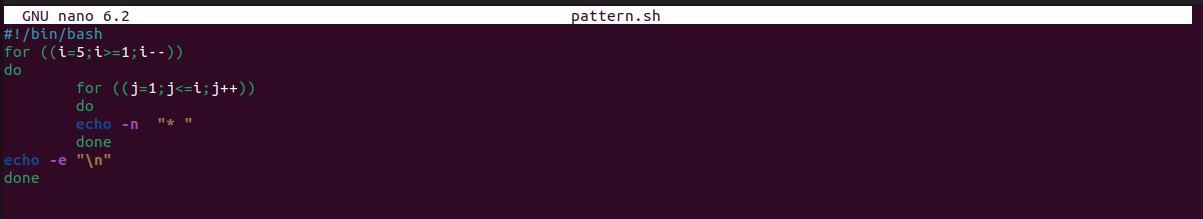 GNU nano 6.2 pattern.sh
#!/bin/bash
for ((i=5;i>=1;i--))
do
        for ((j=1;j<=i;j++))
        do
        echo -n  "* "
        done
echo -e "\n"
done